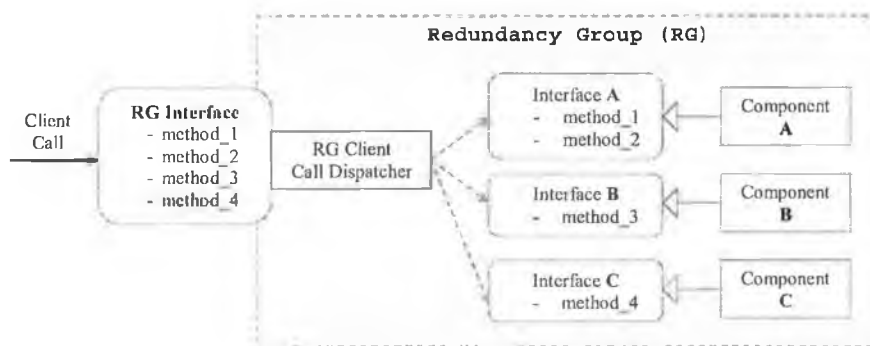 Redundancy Group (RG)
Client
Call
RG Interface
- method_1
- method_2
- method_3
- method_4
RG Client
Call Dispatcher
Interface A
- method_1
- method_2
Component
A
Interface B
- method_3
Component
B
Interface C
- method_4
Component
C